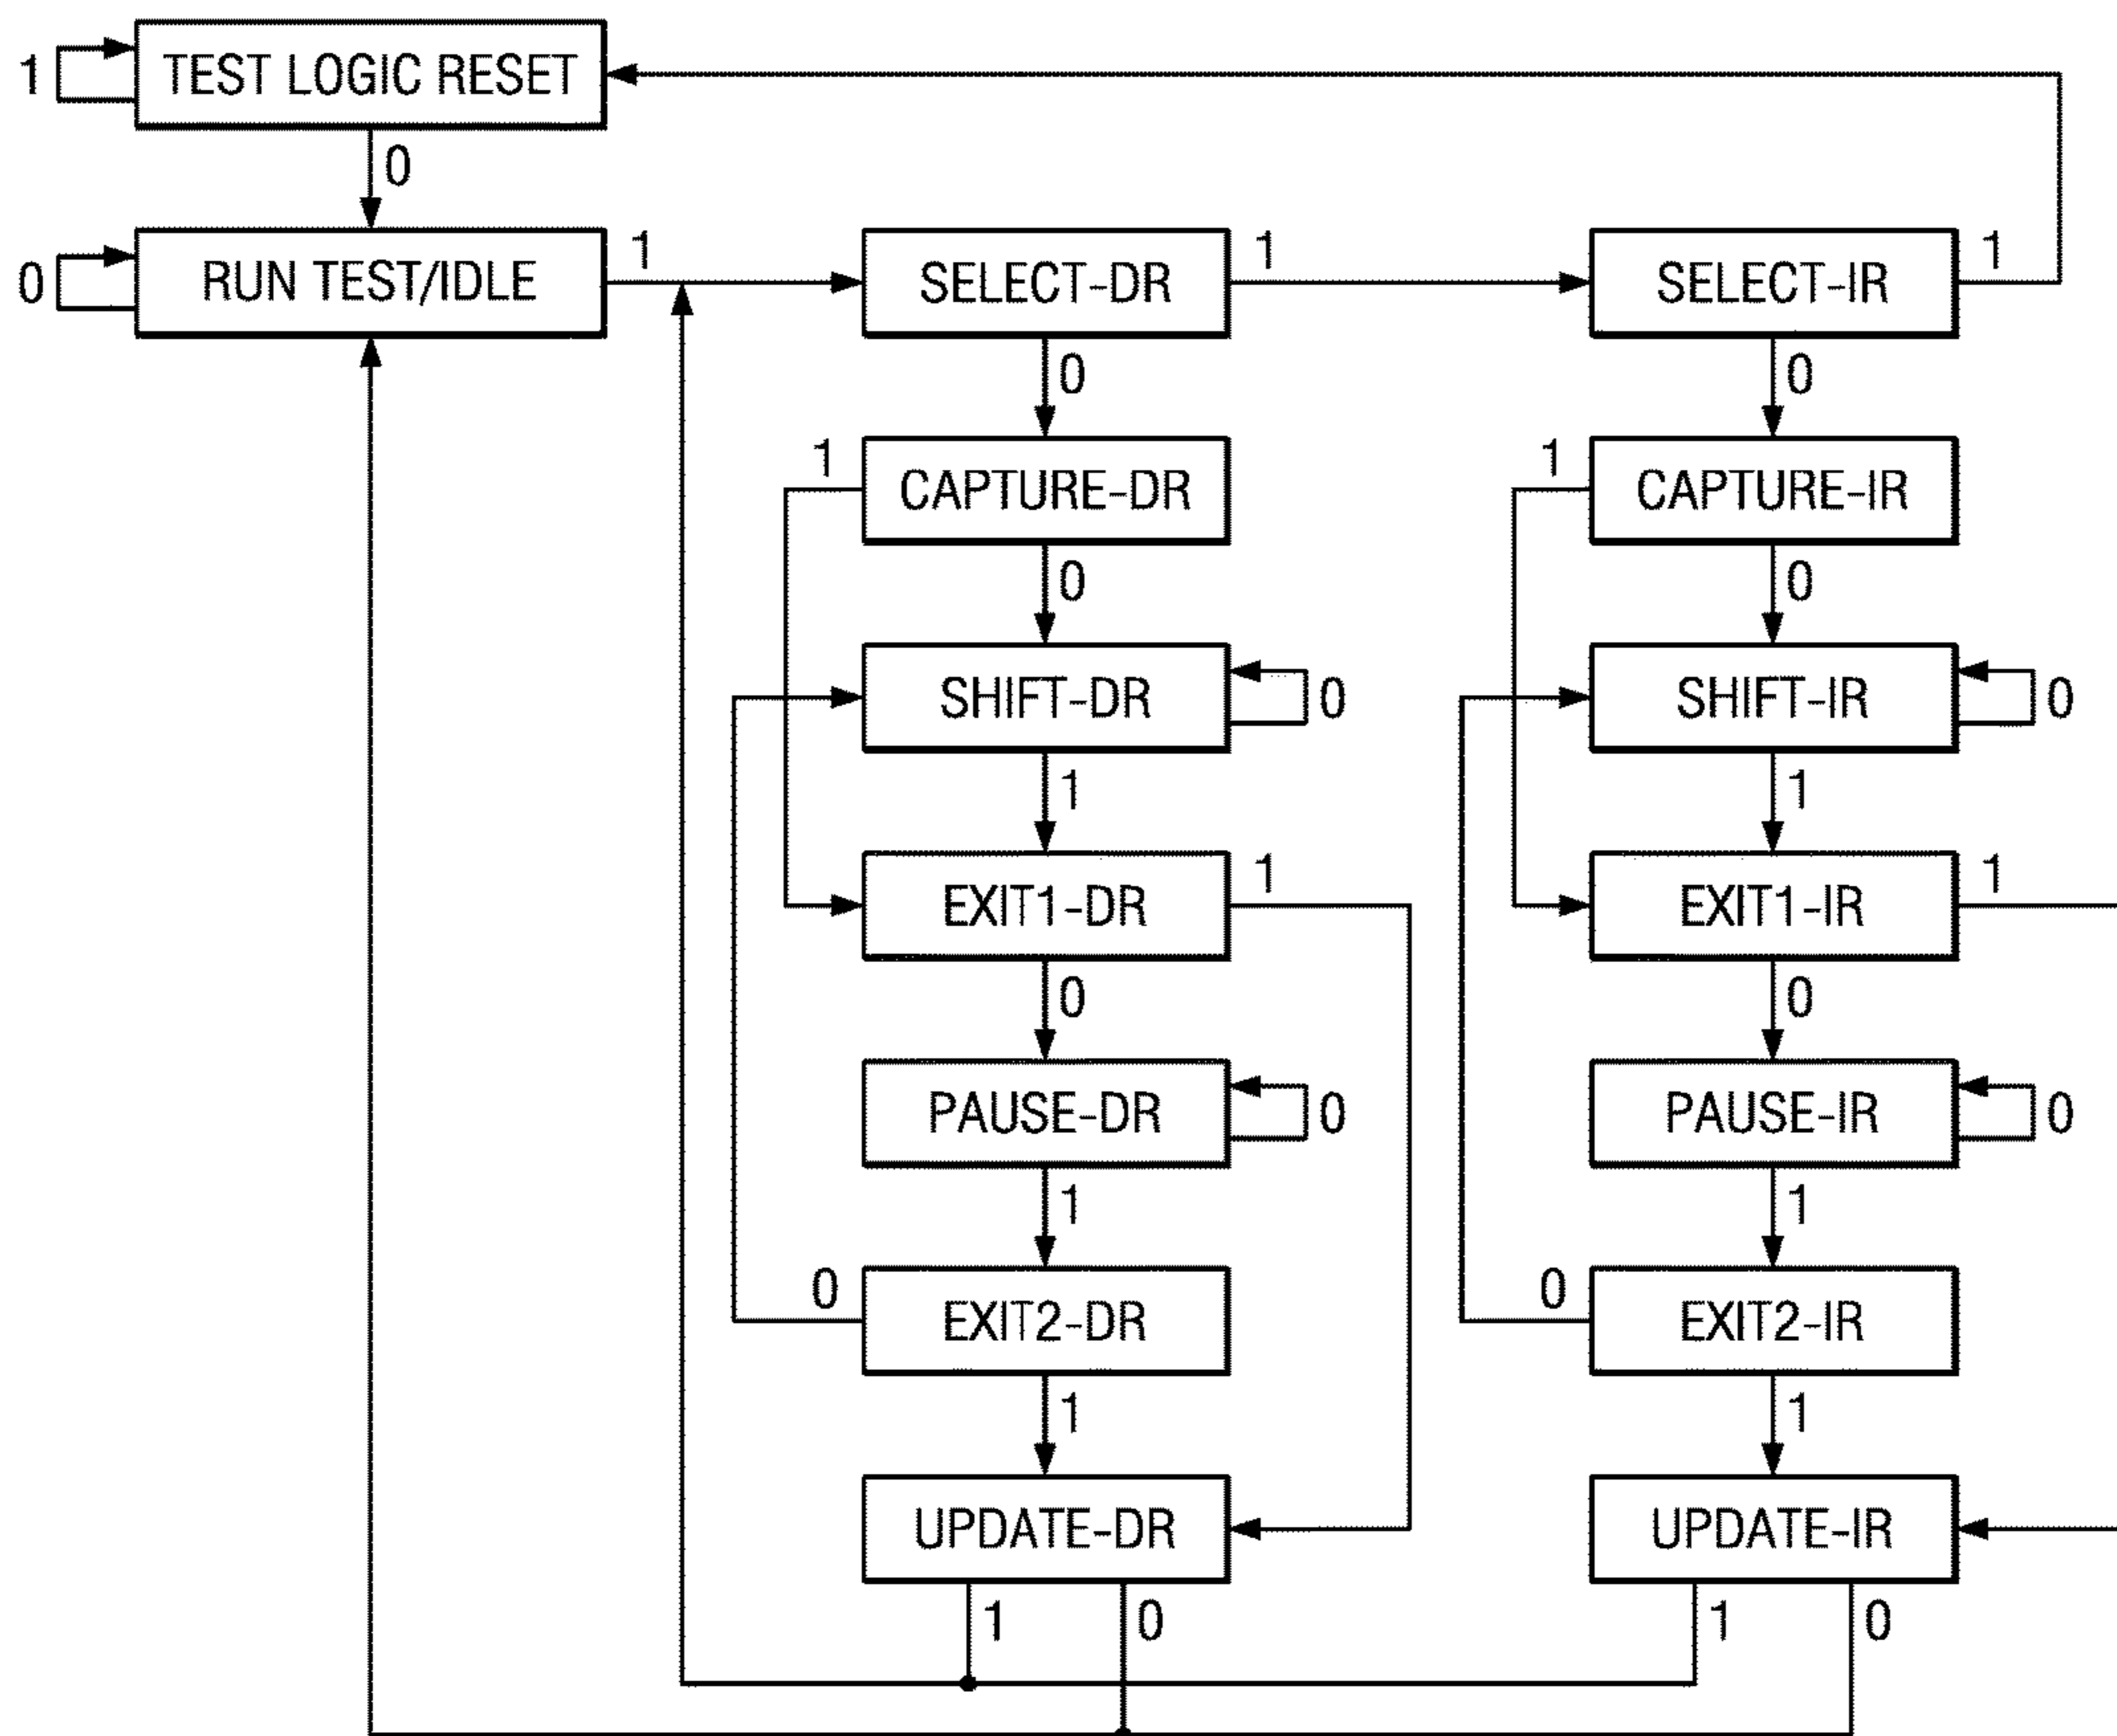 1
TEST LOGIC RESET
0
0
RUN TEST/IDLE
1
SELECT-DR
1
SELECT-IR
1
0
0
1
CAPTURE-DR
1
CAPTURE-IR
0
0
SHIFT-DR
0
SHIFT-IR
0
1
1
EXIT1-DR
1
EXIT1-IR
1
0
0
PAUSE-DR
0
PAUSE-IR
0
1
1
0
EXIT2-DR
0
EXIT2-IR
1
1
UPDATE-DR
UPDATE-IR
1
0
1
0